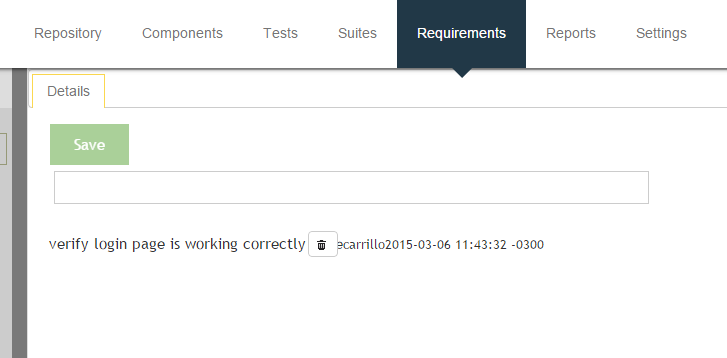 Repository Components Tests Suites Requirements Reports Settings
Details
Save
verify login page is working correctly ecarrillo2015-03-06 11:43:32 -0300